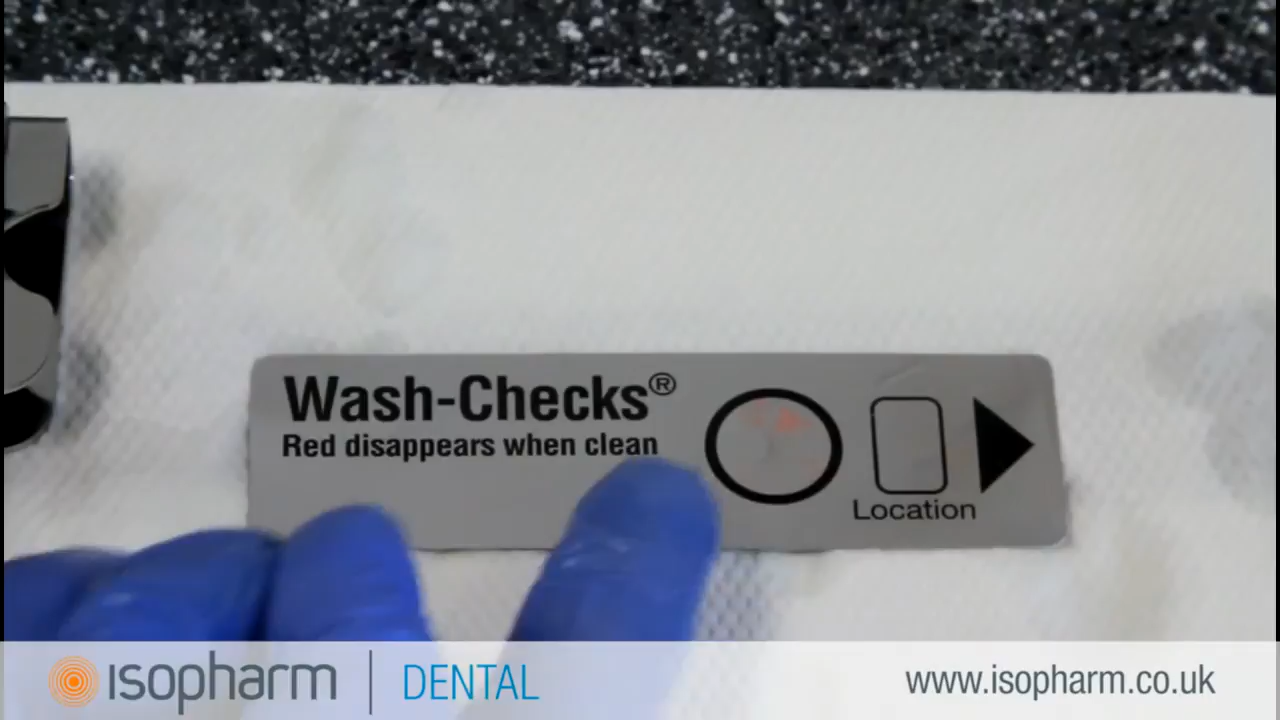 Wash-Checks®
Red disappears when clean
Location
isopharm | DENTAL
www.isopharm.co.uk